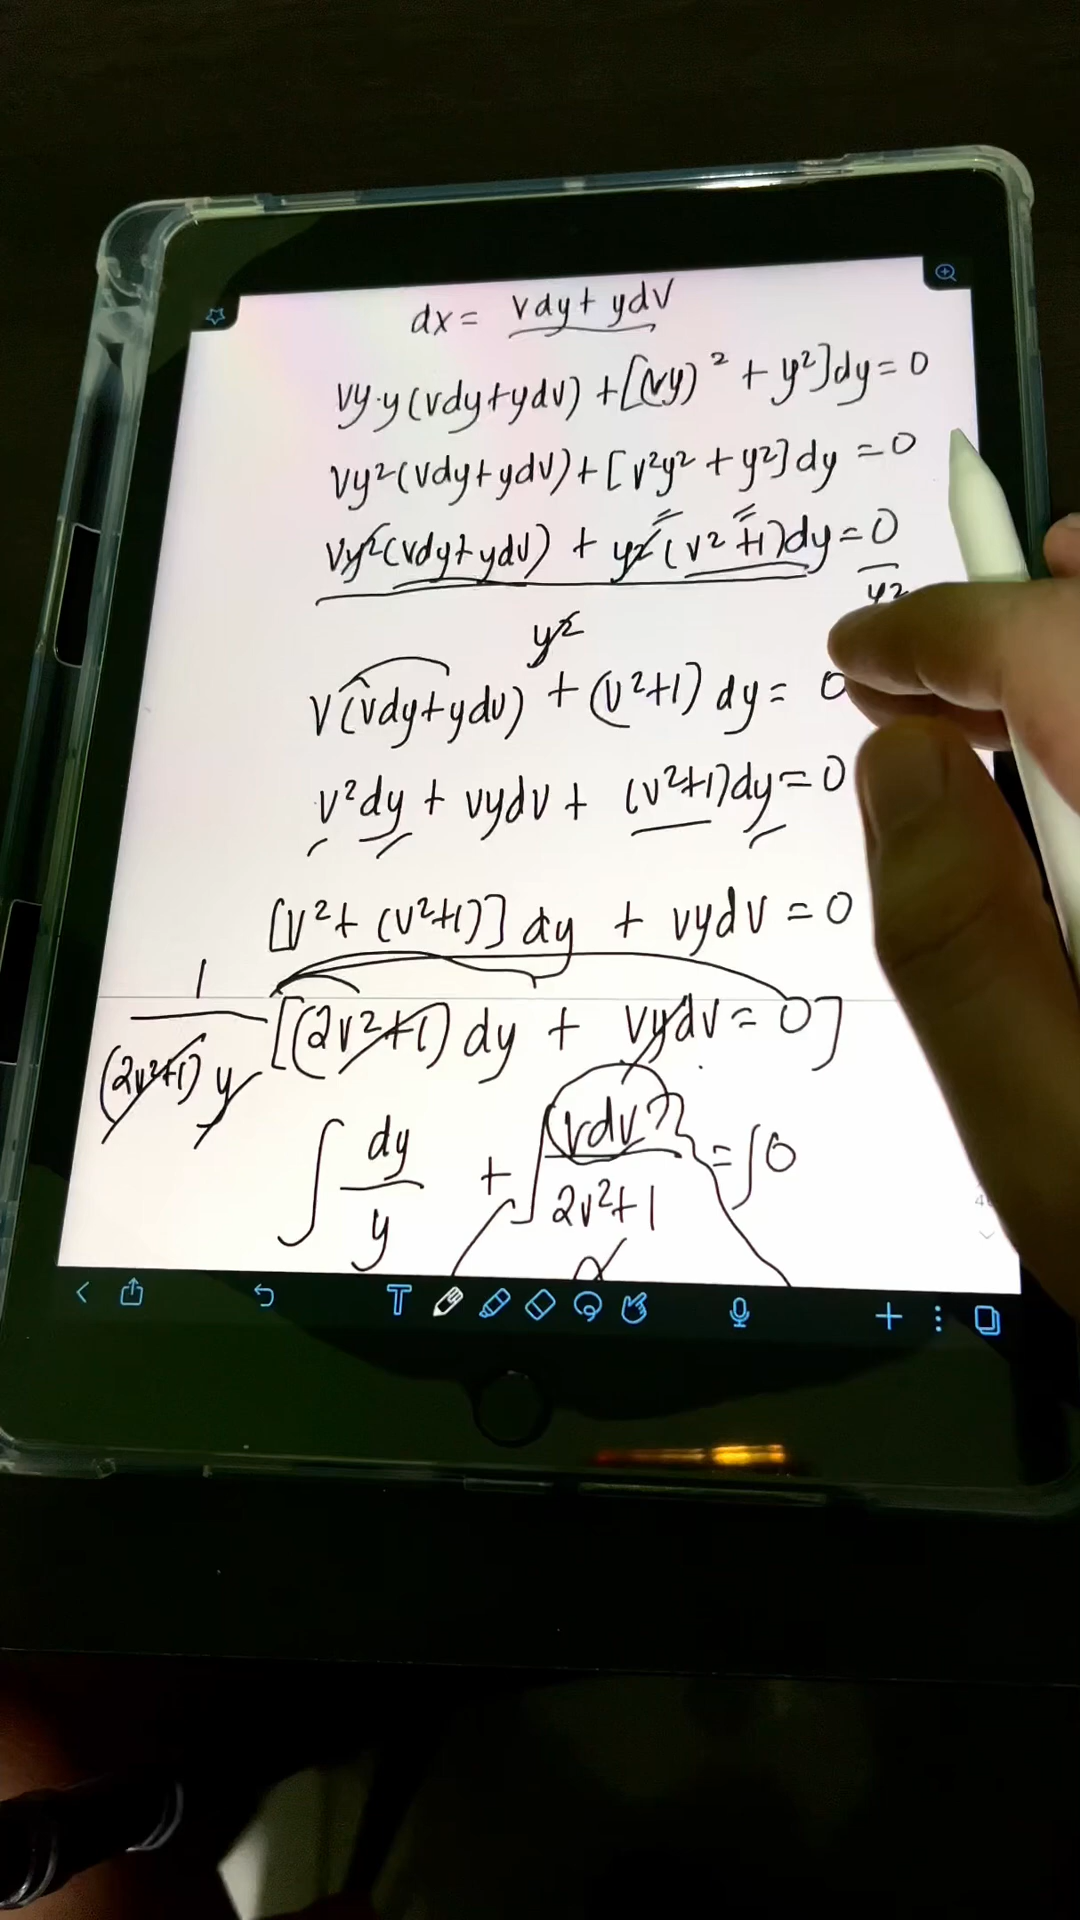 dx = vdy + ydv
vy·y(vdy+ydv) + [(vy)² + y²]dy = 0
vy²(vdy+ydv) + [v²y² + y²]dy = 0
vy²(vdy+ydv) + y²(v²+1)dy = 0
y² y²
v(vdy+ydv) + (v²+1)dy = 0
v²dy + vydv + (v²+1)dy = 0
[v² + (v²+1)]dy + vydv = 0
1/((2v²+1)y) [(2v²+1)dy + vydv = 0]
∫ dy/y + ∫ (vdv)/(2v²+1) = ∫0
T